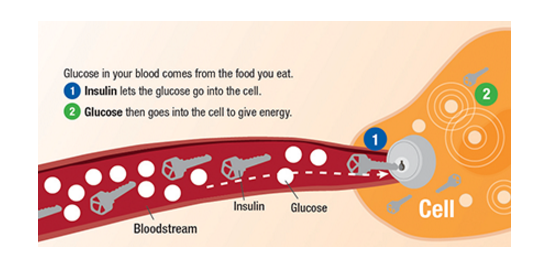 Glucose in your blood comes from the food you eat.
1 Insulin lets the glucose go into the cell.
2 Glucose then goes into the cell to give energy.
2
1
Insulin
Glucose
Cell
Bloodstream